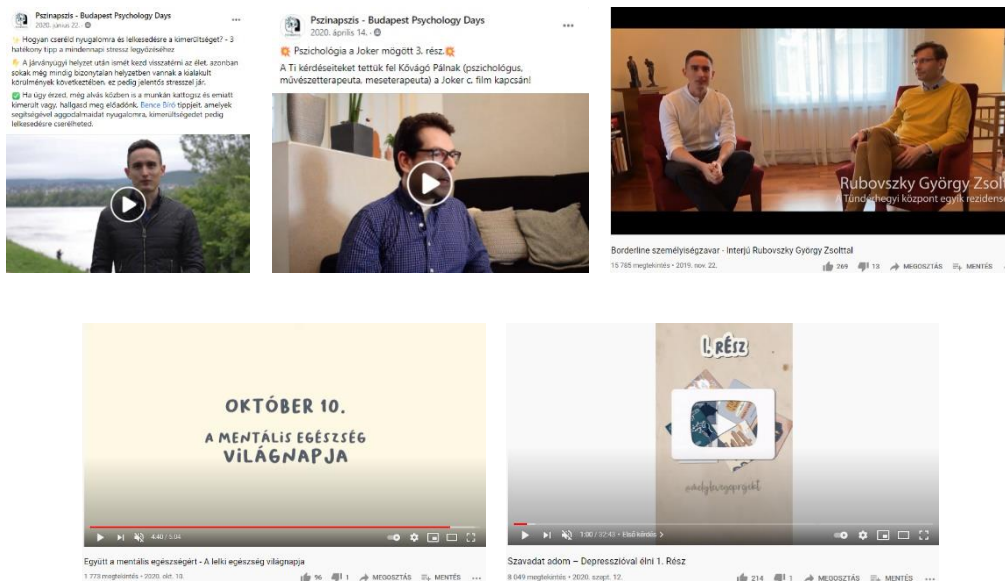 Pszinapszis - Budapest Psychology Days
2020. június 22. ·
Hogyan cseréld nyugalomra és lelkesedésre a kimerültséget? - 3
hatékony tipp a mindennapi stressz legyőzéséhez
A járványügyi helyzet után ismét kezd visszatérni az élet, azonban
sokak még mindig bizonytalan helyzetben vannak a kialakult
körülmények következtében, ez pedig jelentős stresszel jár.
Ha úgy érzed, még alvás közben is a munkán kattogsz és emiatt
kimerült vagy, hallgasd meg előadónk, Bence Bíró tippjeit, amelyek
segítségével aggodalmaidat nyugalomra, kimerültségedet pedig
lelkesedésre cserélheted.
Pszinapszis - Budapest Psychology Days
2020. április 14. ·
Pszichológia a Joker mögött 3. rész.
A Ti kérdéseiteket tettük fel Kővágó Pálnak (pszichológus,
művészetterapeuta, meseterapeuta) a Joker c. film kapcsán!
Rubovszky György Zsolt
A Tündérhegyi központ egyik rezidense
Borderline személyiségzavar - Interjú Rubovszky György Zsolttal
15 785 megtekintés • 2019. nov. 22.
269 13 MEGOSZTÁS MENTÉS
OKTÓBER 10.
A MENTÁLIS EGÉSZSÉG
VILÁGNAPJA
4:40 / 5:04
Együtt a mentális egészségért - A lelki egészség világnapja
1 773 megtekintés • 2020. okt. 10.
96 1 MEGOSZTÁS MENTÉS ...
I. RÉSZ
1:00 / 32:43 • Első kérdés >
Szavadat adom – Depresszióval élni 1. Rész
8 049 megtekintés • 2020. szept. 12.
214 1 MEGOSZTÁS MENTÉS ...